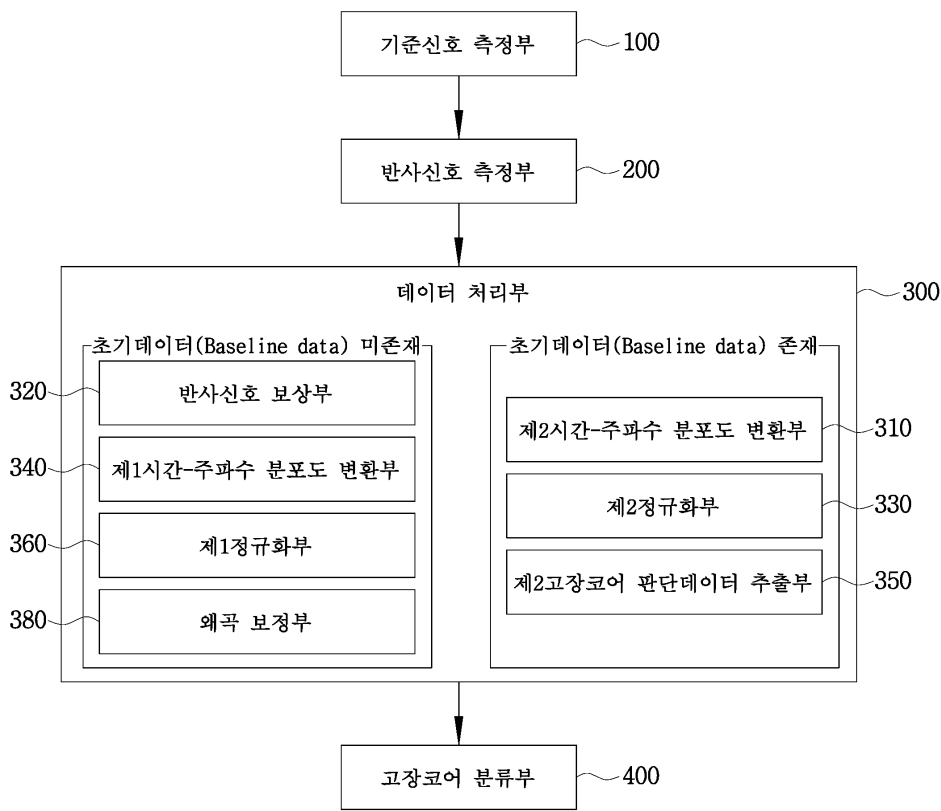 기준신호 측정부
100
반사신호 측정부
200
데이터 처리부
300
초기데이터(Baseline data) 미존재
320
반사신호 보상부
340
제1시간-주파수 분포도 변환부
360
제1정규화부
380
왜곡 보정부
초기데이터(Baseline data) 존재
제2시간-주파수 분포도 변환부
310
제2정규화부
330
제2고장코어 판단데이터 추출부
350
고장코어 분류부
400